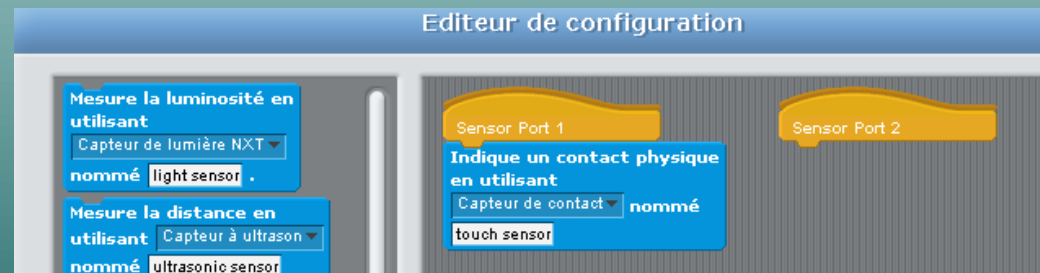 Editeur de configuration
Mesure la luminosité en
utilisant
Capteur de lumière NXT
nommé light sensor .
Mesure la distance en
utilisant Capteur à ultrason
nommé ultrasonic sensor
Sensor Port 1
Indique un contact physique
en utilisant
Capteur de contact nommé
touch sensor
Sensor Port 2